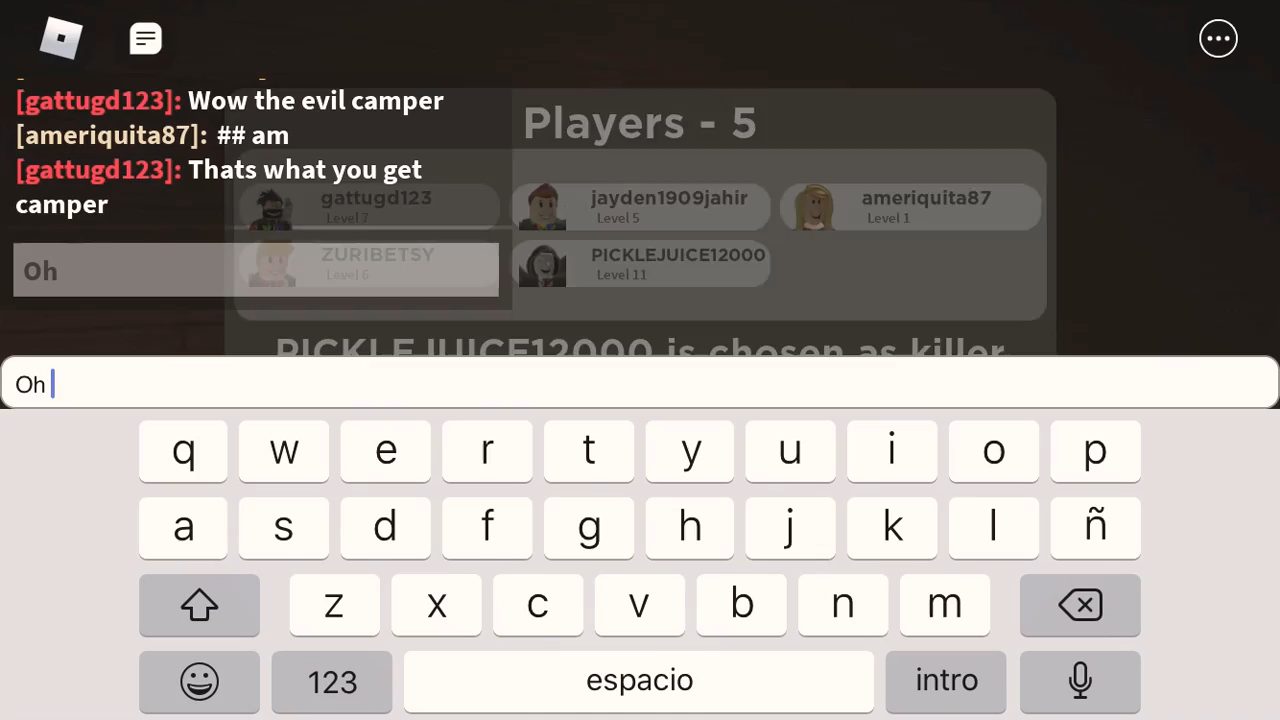 [gattugd123]: Wow the evil camper
[ameriquita87]: ## am
[gattugd123]: Thats what you get
camper
Oh
Players - 5
gattugd123
Level 7
jayden1909jahir
Level 5
ameriquita87
Level 1
ZURIBETSY
Level 6
PICKLEJUICE12000
Level 11
PICKLEJUICE12000 is chosen as killer.
Oh
q w e r t y u i o p
a s d f g h j k l ñ
z x c v b n m
123 espacio intro